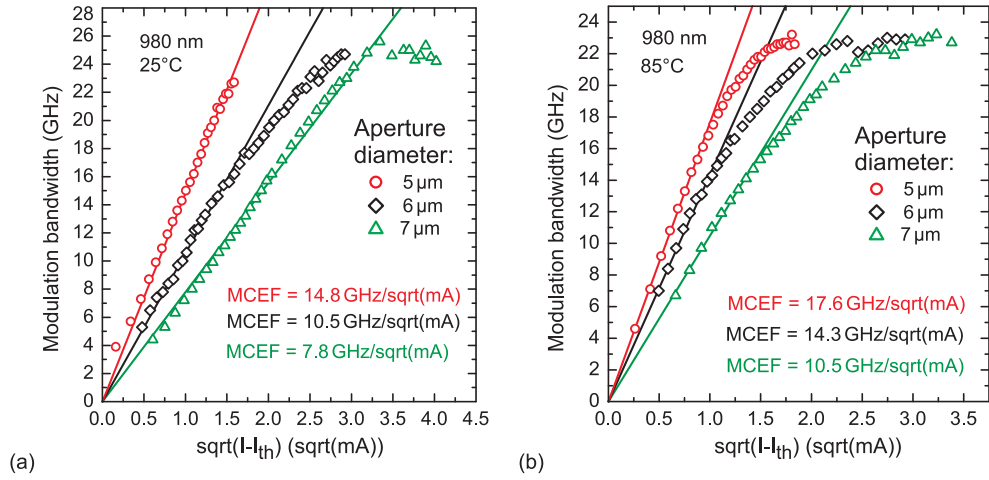 28
26
24
22
20
18
16
14
12
10
8
6
4
2
0
Modulation bandwidth (GHz)
980 nm
25°C
Aperture
diameter:
5 µm
6 µm
7 µm
MCEF = 14.8 GHz/sqrt(mA)
MCEF = 10.5 GHz/sqrt(mA)
MCEF = 7.8 GHz/sqrt(mA)
0.0 0.5 1.0 1.5 2.0 2.5 3.0 3.5 4.0 4.5
sqrt(I-Ith) (sqrt(mA))
(a)
24
22
20
18
16
14
12
10
8
6
4
2
0
Modulation bandwidth (GHz)
980 nm
85°C
Aperture
diameter:
5 µm
6 µm
7 µm
MCEF = 17.6 GHz/sqrt(mA)
MCEF = 14.3 GHz/sqrt(mA)
MCEF = 10.5 GHz/sqrt(mA)
0.0 0.5 1.0 1.5 2.0 2.5 3.0 3.5
sqrt(I-Ith) (sqrt(mA))
(b)